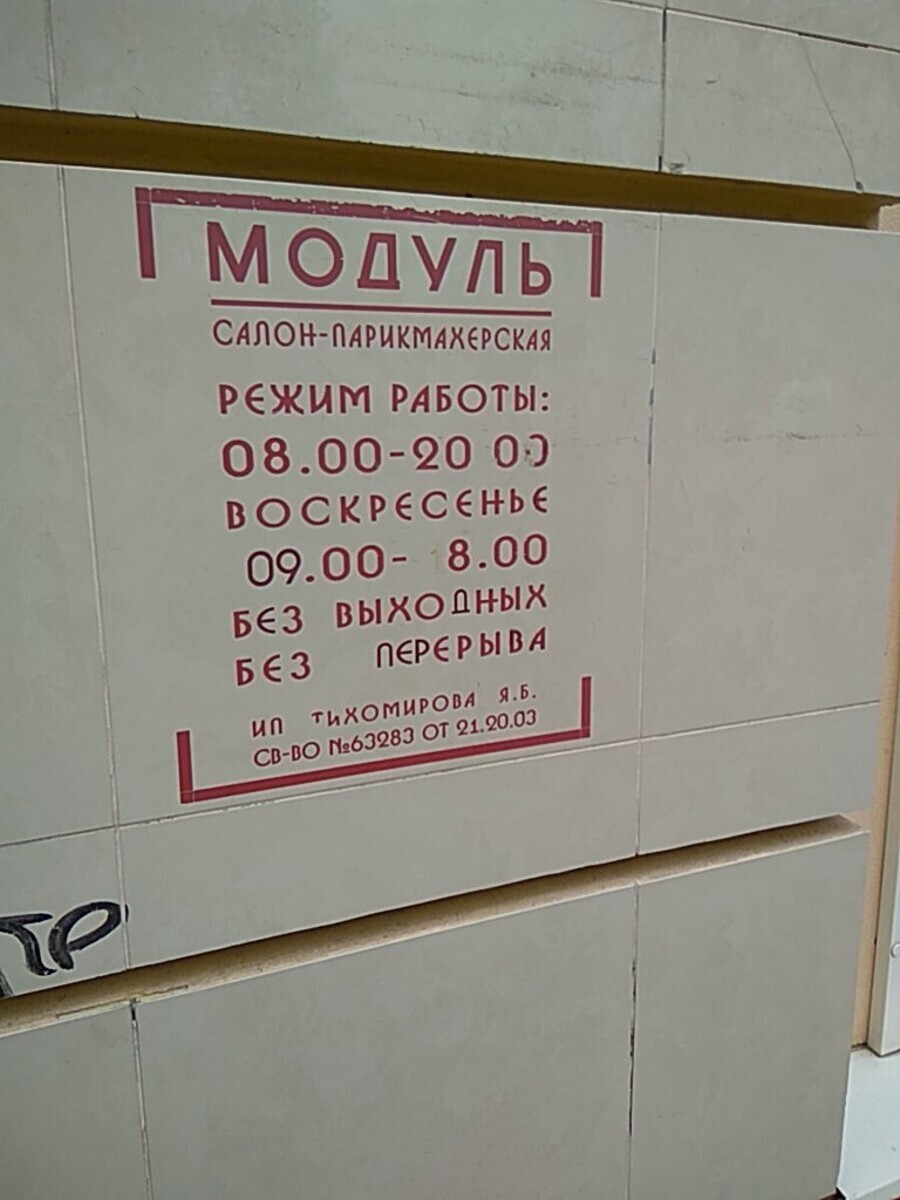 МОДУЛЬ
САЛОН-ПАРИКМАХЕРСКАЯ
РЕЖИМ РАБОТЫ:
08.00-20 00
ВОСКРЕСЕНЬЕ
09.00- 8.00
БЕЗ ВЫХОДНЫХ
БЕЗ ПЕРЕРЫВА
ИП ТИХОМИРОВА Я.Б.
СВ-ВО №63283 ОТ 21.20.03